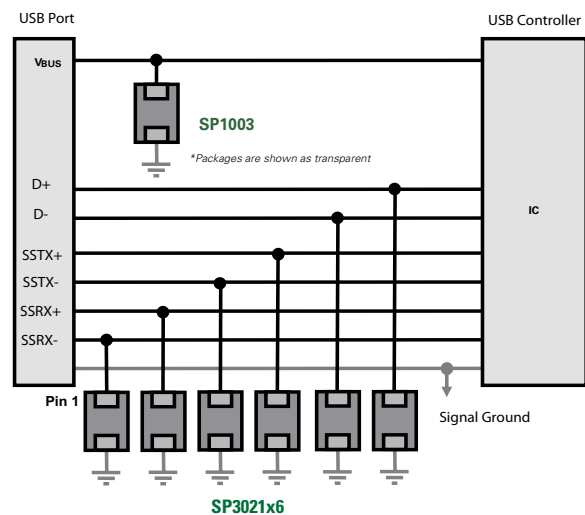 USB Port
USB Controller
VBUS
SP1003
*Packages are shown as transparent
D+
D-
IC
SSTX+
SSTX-
SSRX+
SSRX-
Pin 1
Signal Ground
SP3021x6